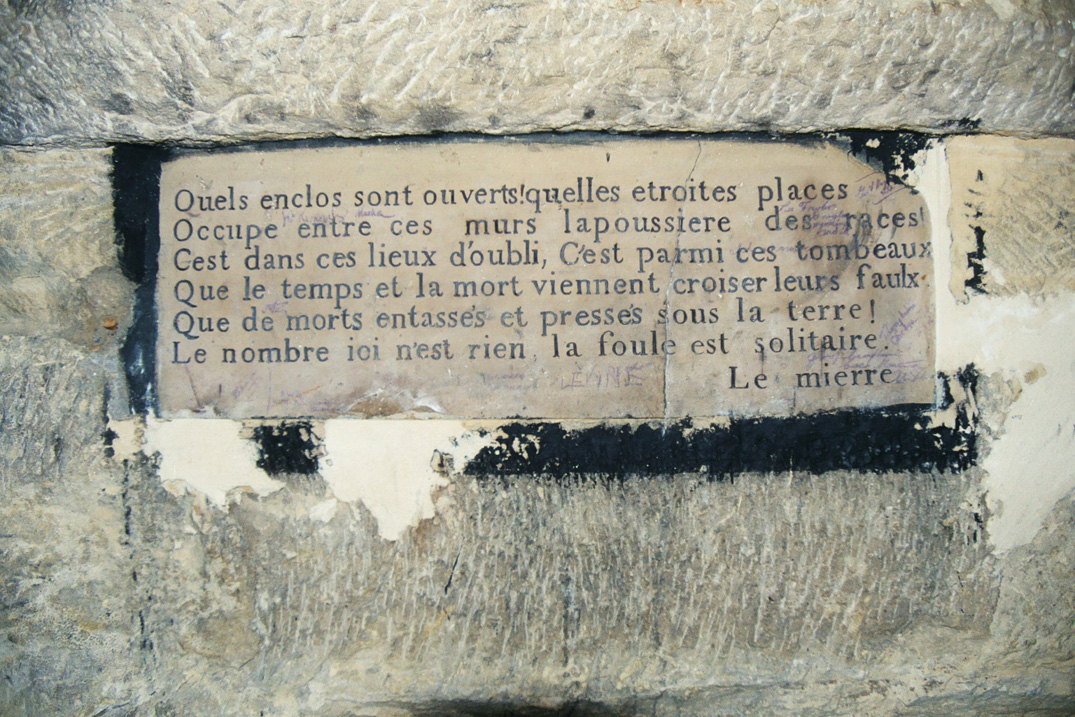 Quels enclos sont ouverts!quelles etroites places
Occupe entre ces murs lapoussiere des races!
C'est dans ces lieux d'oubli, C'est parmi ces tombeaux
Que le temps et la mort viennent croiser leurs faulx.
Que de morts entassés et pressés sous la terre!
Le nombre ici n'est rien, la foule est solitaire.
Le mierre